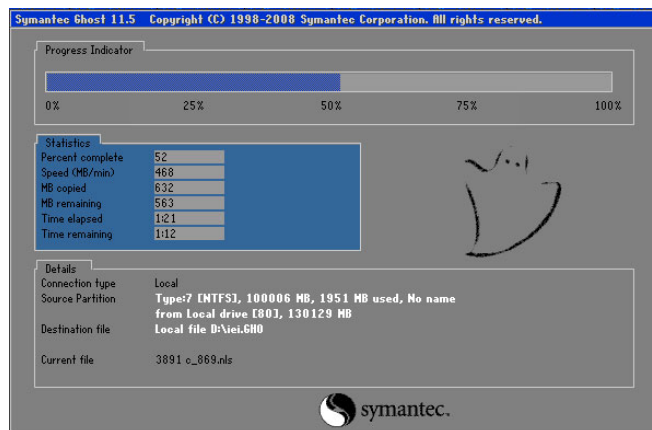 Symantec Ghost 11.5 Copyright (C) 1998-2008 Symantec Corporation. All rights reserved.
Progress Indicator
0% 25% 50% 75% 100%
Statistics
Percent complete 52
Speed (MB/min) 468
MB copied 632
MB remaining 563
Time elapsed 1:21
Time remaining 1:12
Details
Connection type Local
Source Partition Type:7 [NTFS], 100006 MB, 1951 MB used, No name
from Local drive [80], 130129 MB
Destination file Local file D:\iei.GHO
Current file 3891 c_869.nls
symantec.